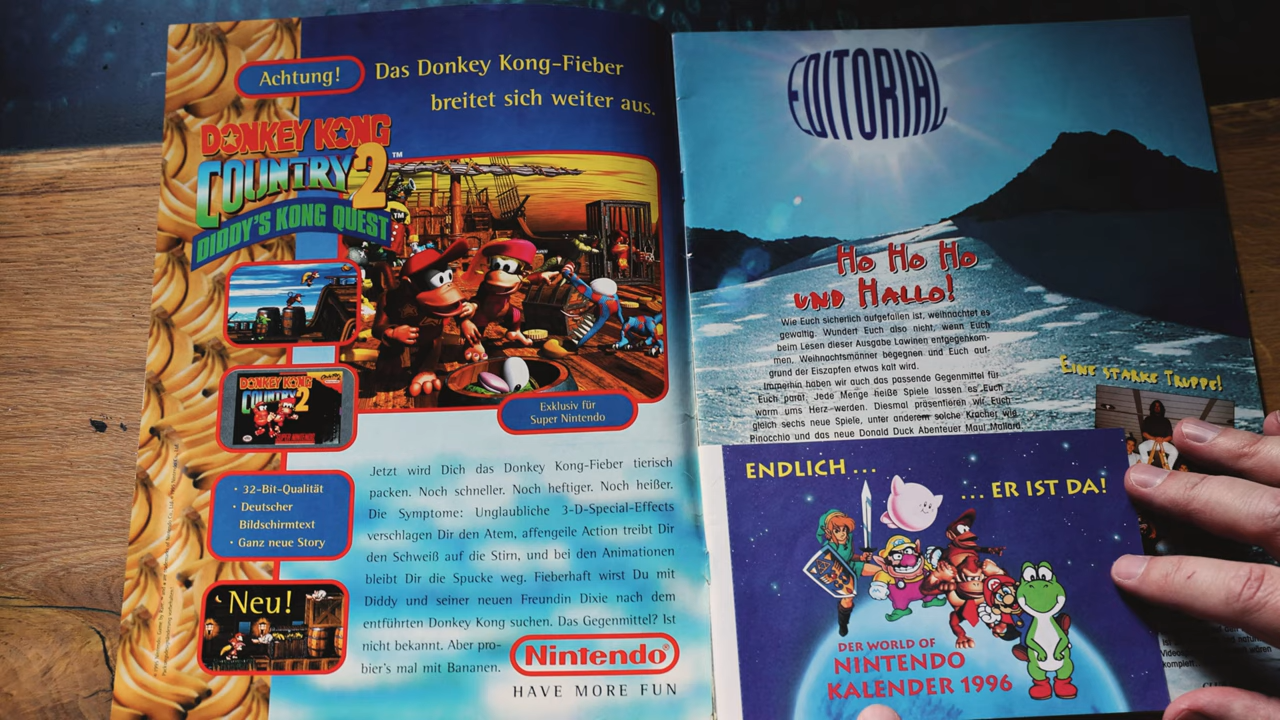 Achtung!
Das Donkey Kong-Fieber
breitet sich weiter aus.
DONKEY KONG
COUNTRY 2 ™
DIDDY'S KONG QUEST ™
DONKEY KONG
COUNTRY 2
SUPER NINTENDO
Exklusiv für
Super Nintendo
• 32-Bit-Qualität
• Deutscher
Bildschirmtext
• Ganz neue Story
Neu!
Jetzt wird Dich das Donkey Kong-Fieber tierisch
packen. Noch schneller. Noch heftiger. Noch heißer.
Die Symptome: Unglaubliche 3-D-Special-Effects
verschlagen Dir den Atem, affengeile Action treibt Dir
den Schweiß auf die Stirn, und bei den Animationen
bleibt Dir die Spucke weg. Fieberhaft wirst Du mit
Diddy und seiner neuen Freundin Dixie nach dem
entführten Donkey Kong suchen. Das Gegenmittel? Ist
nicht bekannt. Aber pro-
bier's mal mit Bananen.
Nintendo®
HAVE MORE FUN
EDITORIAL
Ho Ho Ho
und Hallo!
Wie Euch sicherlich aufgefallen ist, weihnachtet es
gewaltig. Wundert Euch also nicht, wenn Euch
beim Lesen dieser Ausgabe Lawinen entgegenkom-
men, Weihnachtsmänner begegnen und Euch auf-
grund der Eiszapfen etwas kalt wird.
Immerhin haben wir auch das passende Gegenmittel für
Euch parat. Jede Menge heiße Spiele lassen es Euch
warm ums Herz werden. Diesmal präsentieren wir Euch
gleich sechs neue Spiele, unter anderem solche Kracher wie
Pinocchio und das neue Donald Duck Abenteuer Maui Mallard
Eine starke Truppe!
ENDLICH ...
... ER IST DA!
DER WORLD OF
NINTENDO
KALENDER 1996
komplett